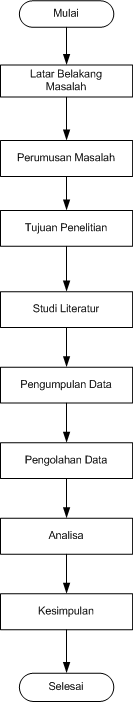 Mulai
Latar Belakang
Masalah
Perumusan Masalah
Tujuan Penelitian
Studi Literatur
Pengumpulan Data
Pengolahan Data
Analisa
Kesimpulan
Selesai